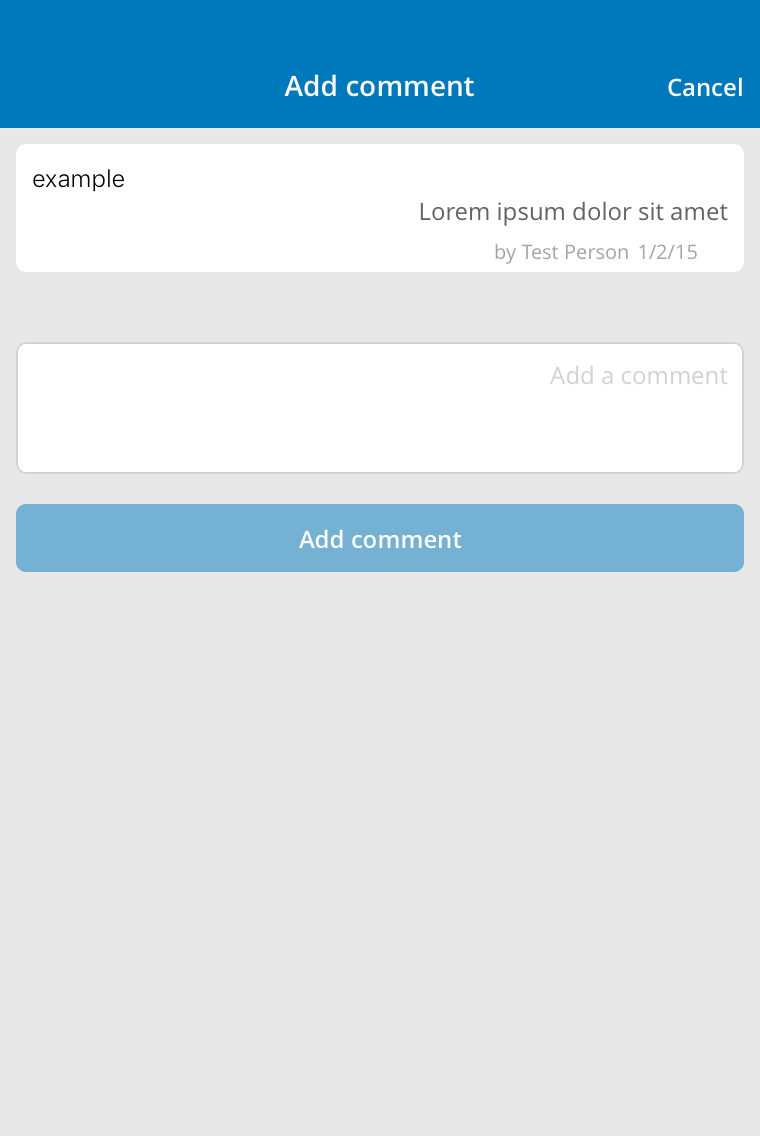 Add comment
Cancel
example
Lorem ipsum dolor sit amet
by Test Person 1/2/15
Add a comment
Add comment